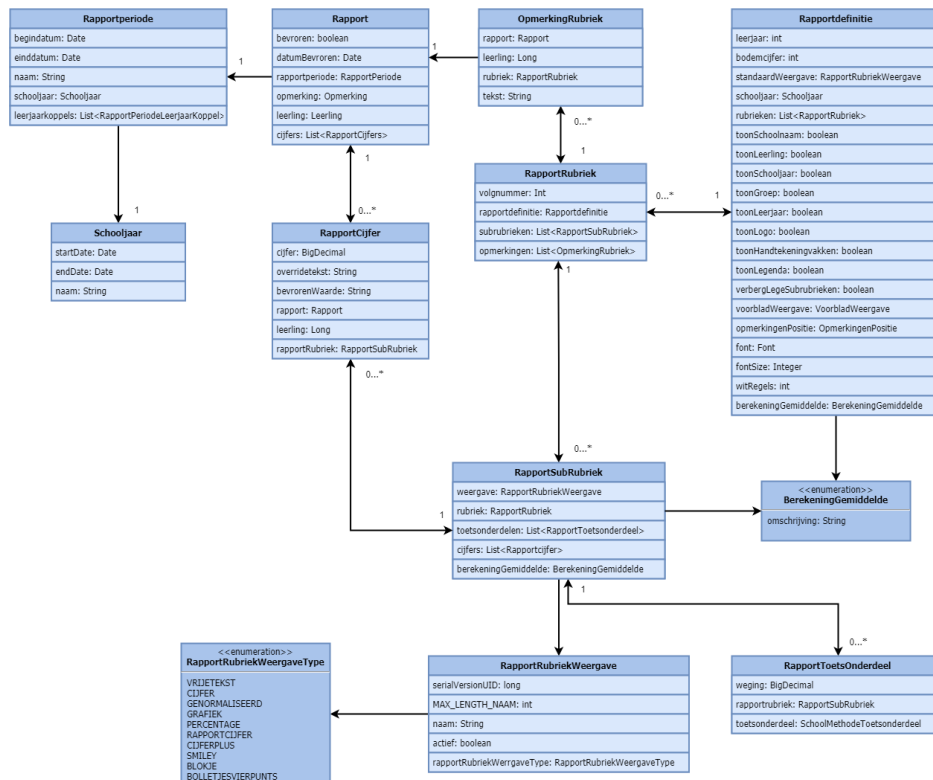 Rapportperiode
begindatum: Date
einddatum: Date
naam: String
schooljaar: Schooljaar
leerjaarkoppels: List<RapportPeriodeLeerjaarKoppel>
1
Rapport
bevroren: boolean
datumBevroren: Date
rapportperiode: RapportPeriode
opmerking: Opmerking
leerling: Leerling
cijfers: List<RapportCijfers>
1
OpmerkingRubriek
rapport: Rapport
leerling: Long
rubriek: RapportRubriek
tekst: String
Rapportdefinitie
leerjaar: int
bodemcijfer: int
standaardWeergave: RapportRubriekWeergave
schooljaar: Schooljaar
rubrieken: List<RapportRubriek>
toonSchoolnaam: boolean
toonLeerling: boolean
toonSchooljaar: boolean
toonGroep: boolean
toonLeerjaar: boolean
toonLogo: boolean
toonHandtekeningvakken: boolean
toonLegenda: boolean
verbergLegeSubrubrieken: boolean
voorbladWeergave: VoorbladWeergave
opmerkingenPositie: OpmerkingenPositie
font: Font
fontSize: Integer
witRegels: int
berekeningGemiddelde: BerekeningGemiddelde
1
0...*
0...*
1
1
Schooljaar
startDate: Date
endDate: Date
naam: String
RapportCijfer
cijfer: BigDecimal
overridetekst: String
bevrorenWaarde: String
rapport: Rapport
leerling: Long
rapportRubriek: RapportSubRubriek
RapportRubriek
volgnummer: Int
rapportdefinitie: Rapportdefinitie
subrubrieken: List<RapportSubRubriek>
opmerkingen: List<OpmerkingRubriek>
0...*
1
1
0...*
0...*
1
RapportSubRubriek
weergave: RapportRubriekWeergave
rubriek: RapportRubriek
toetsonderdelen: List<RapportToetsonderdeel>
cijfers: List<Rapportcijfer>
berekeningGemiddelde: BerekeningGemiddelde
<<enumeration>>
BerekeningGemiddelde
omschrijving: String
1
0...*
<<enumeration>>
RapportRubriekWeergaveType
VRIJETEKST
CIJFER
GENORMALISEERD
GRAFIEK
PERCENTAGE
RAPPORTCIJFER
CIJFERPLUS
SMILEY
BLOKJE
BOLLETJESVIERPUNTS
RapportRubriekWeergave
serialVersionUID: long
MAX_LENGTH_NAAM: int
naam: String
actief: boolean
rapportRubriekWerrgaveType: RapportRubriekWeergaveType
RapportToetsOnderdeel
weging: BigDecimal
rapportrubriek: RapportSubRubriek
toetsonderdeel: SchoolMethodeToetsonderdeel